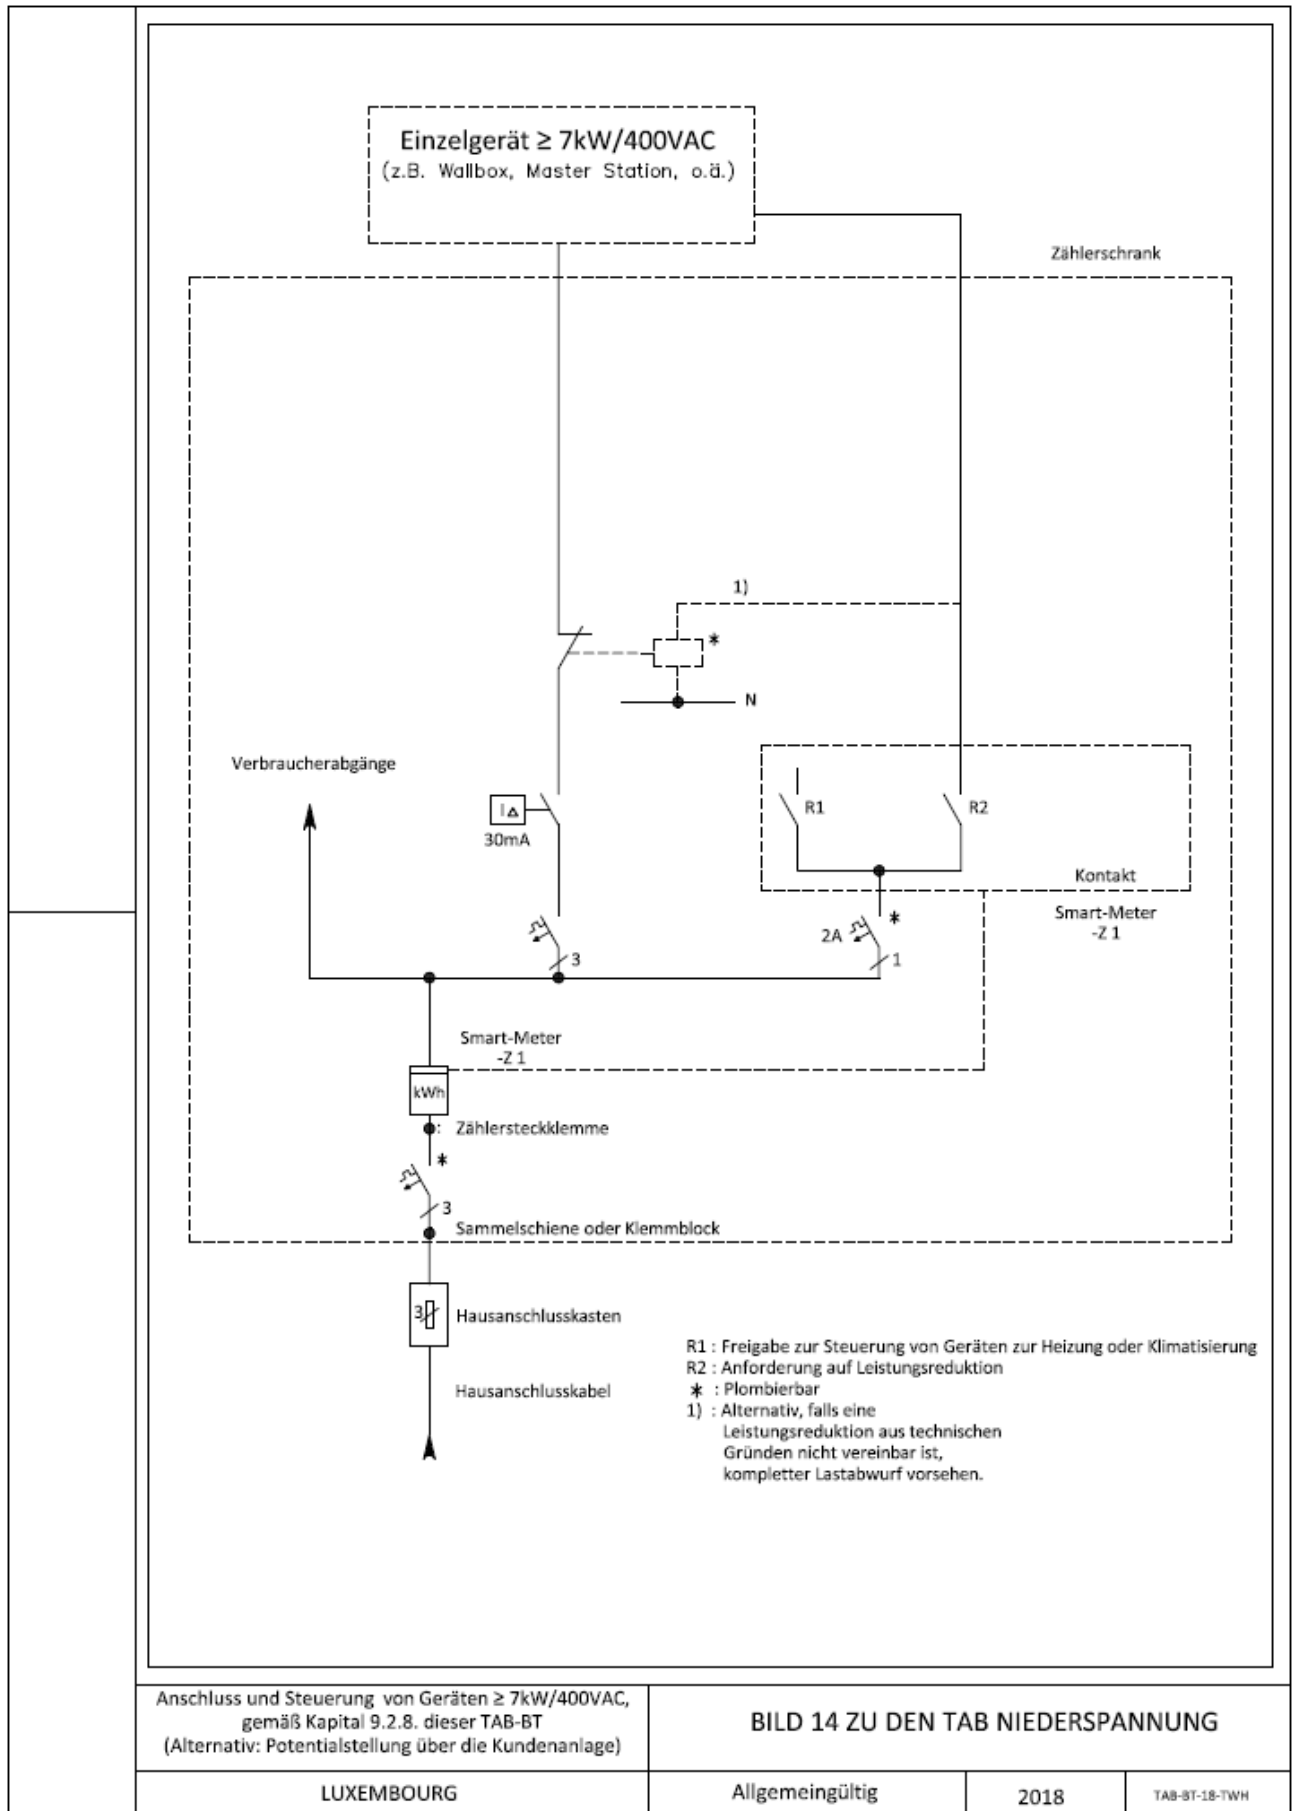 Einzelgerät ≥ 7kW/400VAC
(z.B. Wallbox, Master Station, o.ä.)
Zählerschrank
1)
*
N
Verbraucherabgänge
I∆
30mA
R1
R2
Kontakt
Smart-Meter
-Z 1
*
2A
3
1
Smart-Meter
-Z 1
kWh
Zählersteckklemme
*
3
Sammelschiene oder Klemmblock
3
Hausanschlusskasten
Hausanschlusskabel
R1 : Freigabe zur Steuerung von Geräten zur Heizung oder Klimatisierung
R2 : Anforderung auf Leistungsreduktion
* : Plombierbar
1) : Alternativ, falls eine
Leistungsreduktion aus technischen
Gründen nicht vereinbar ist,
kompletter Lastabwurf vorsehen.
Anschluss und Steuerung von Geräten ≥ 7kW/400VAC,
gemäß Kapital 9.2.8. dieser TAB-BT
(Alternativ: Potentialstellung über die Kundenanlage)
BILD 14 ZU DEN TAB NIEDERSPANNUNG
LUXEMBOURG
Allgemeingültig
2018
TAB-BT-18-TWH